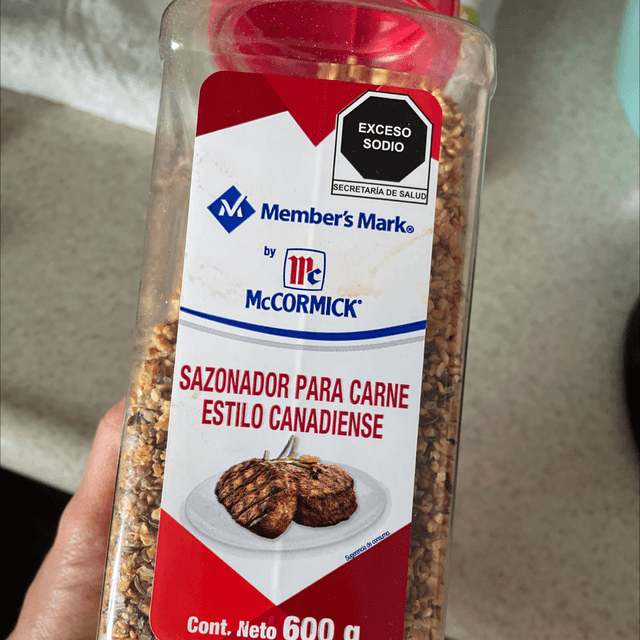 EXCESO
SODIO
SECRETARÍA DE SALUD
Member's Mark®
by
Mc
McCORMICK®
SAZONADOR PARA CARNE
ESTILO CANADIENSE
Sugerencia de consumo.
Cont. Neto 600 g